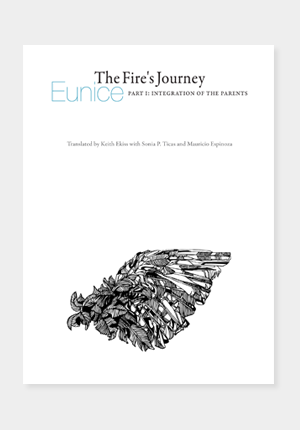 The Fire's Journey
Eunice
PART I: INTEGRATION OF THE PARENTS
Translated by Keith Ekiss with Sonia P. Ticas and Mauricio Espinoza